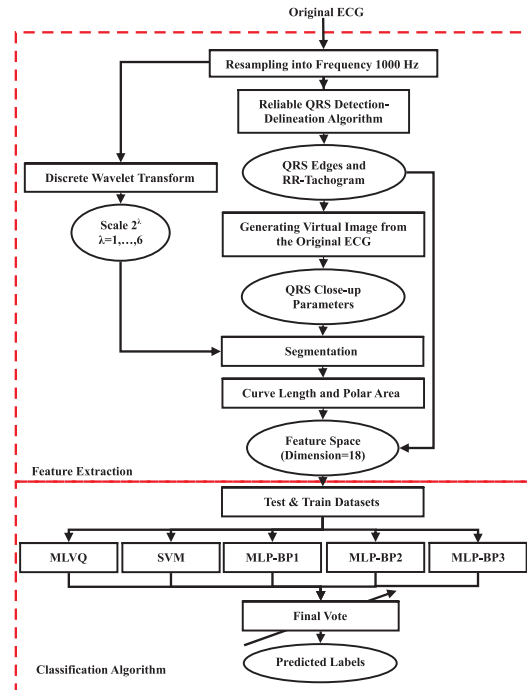 Original ECG
Resampling into Frequency 1000 Hz
Reliable QRS Detection-
Delineation Algorithm
QRS Edges and
RR-Tachogram
Discrete Wavelet Transform
Scale 2^λ
λ=1,…,6
Generating Virtual Image from
the Original ECG
QRS Close-up
Parameters
Segmentation
Curve Length and Polar Area
Feature Space
(Dimension=18)
Feature Extraction
Test & Train Datasets
MLVQ
SVM
MLP-BP1
MLP-BP2
MLP-BP3
Final Vote
Predicted Labels
Classification Algorithm